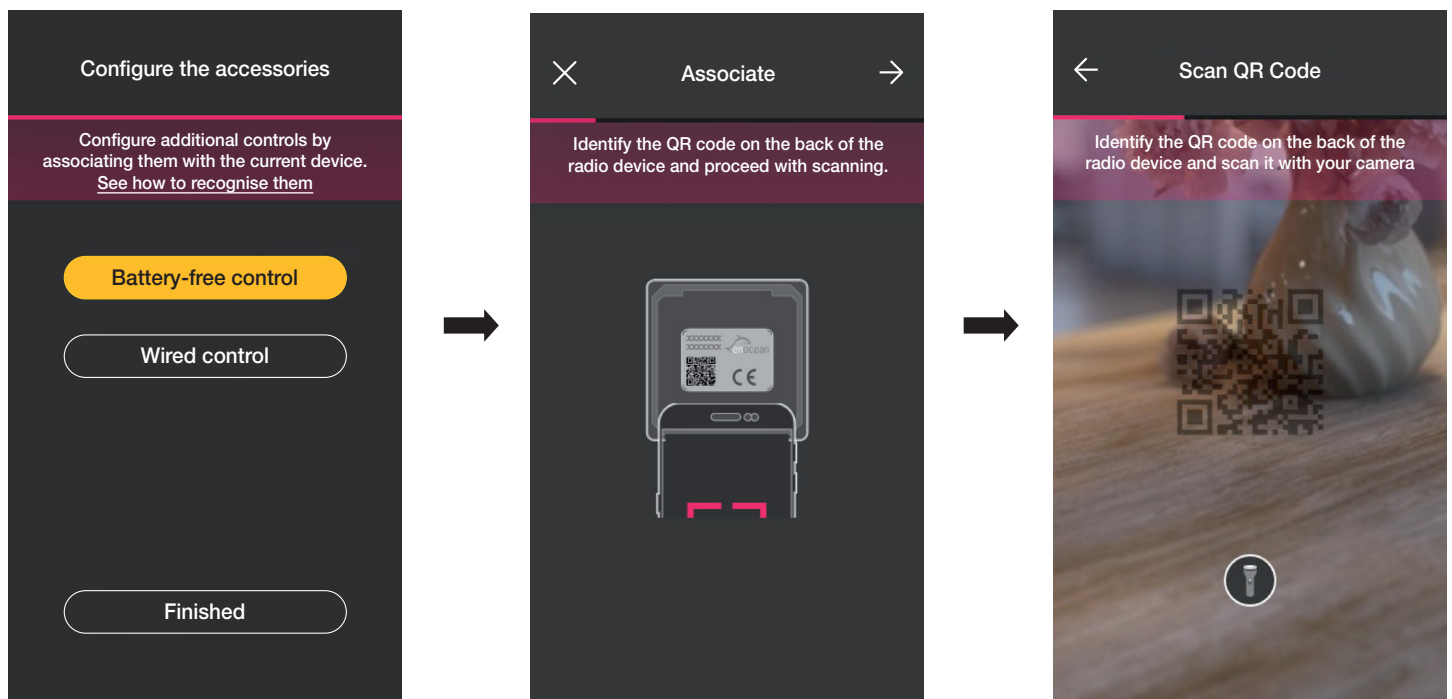 Configure the accessories
Configure additional controls by
associating them with the current device.
See how to recognise them
Battery-free control
Wired control
Finished
Associate
Identify the QR code on the back of the
radio device and proceed with scanning.
XXXXXXX
XXXXXXX
enocean
CE
Scan QR Code
Identify the QR code on the back of the
radio device and scan it with your camera